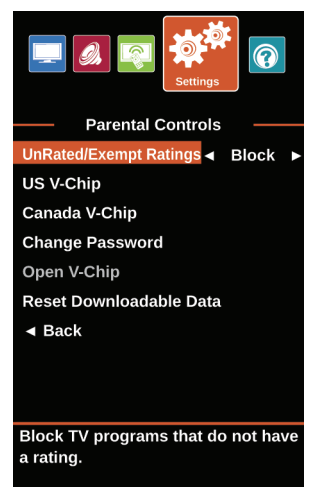 Settings
Parental Controls
UnRated/Exempt Ratings ◄ Block ►
US V-Chip
Canada V-Chip
Change Password
Open V-Chip
Reset Downloadable Data
◄ Back
Block TV programs that do not have
a rating.